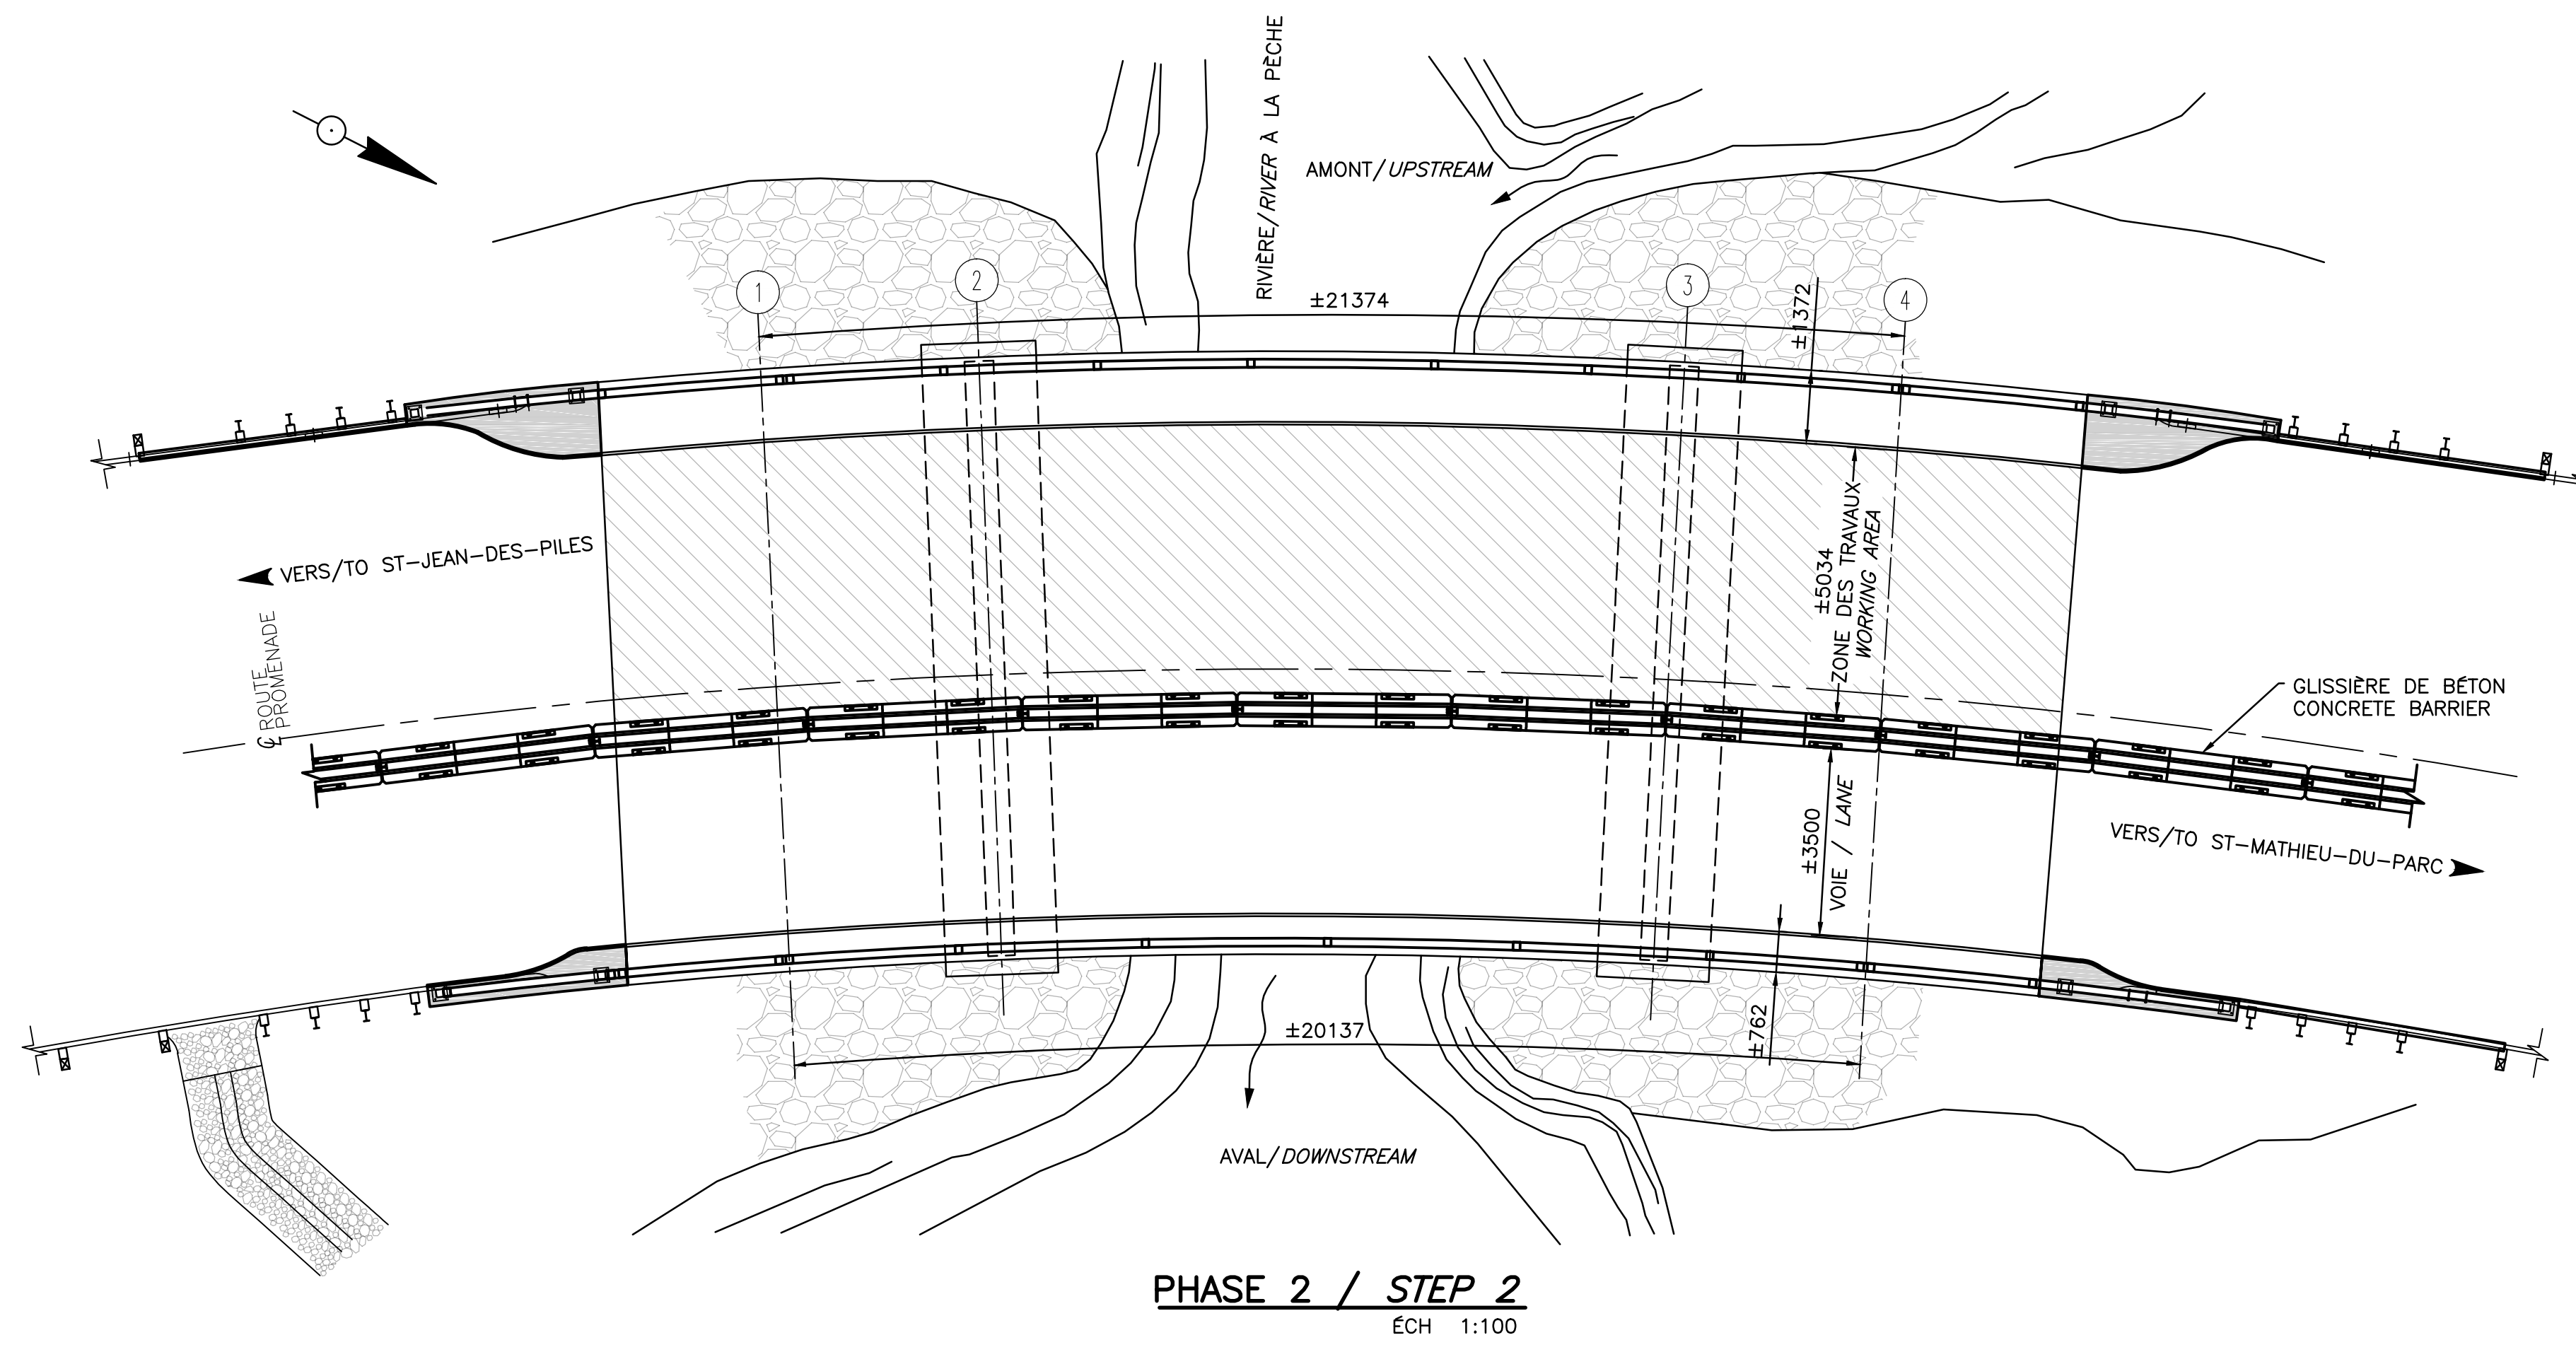 RIVIÈRE/RIVER À LA PÈCHE
AMONT/UPSTREAM
1
2
3
4
±21374
±1372
VERS/TO ST-JEAN-DES-PILES
±5034
ZONE DES TRAVAUX
WORKING AREA
℄ ROUTE
℄ PROMENADE
GLISSIÈRE DE BÉTON
CONCRETE BARRIER
±3500
VOIE / LANE
VERS/TO ST-MATHIEU-DU-PARC
±762
±20137
AVAL/DOWNSTREAM
PHASE 2 / STEP 2
ÉCH 1:100